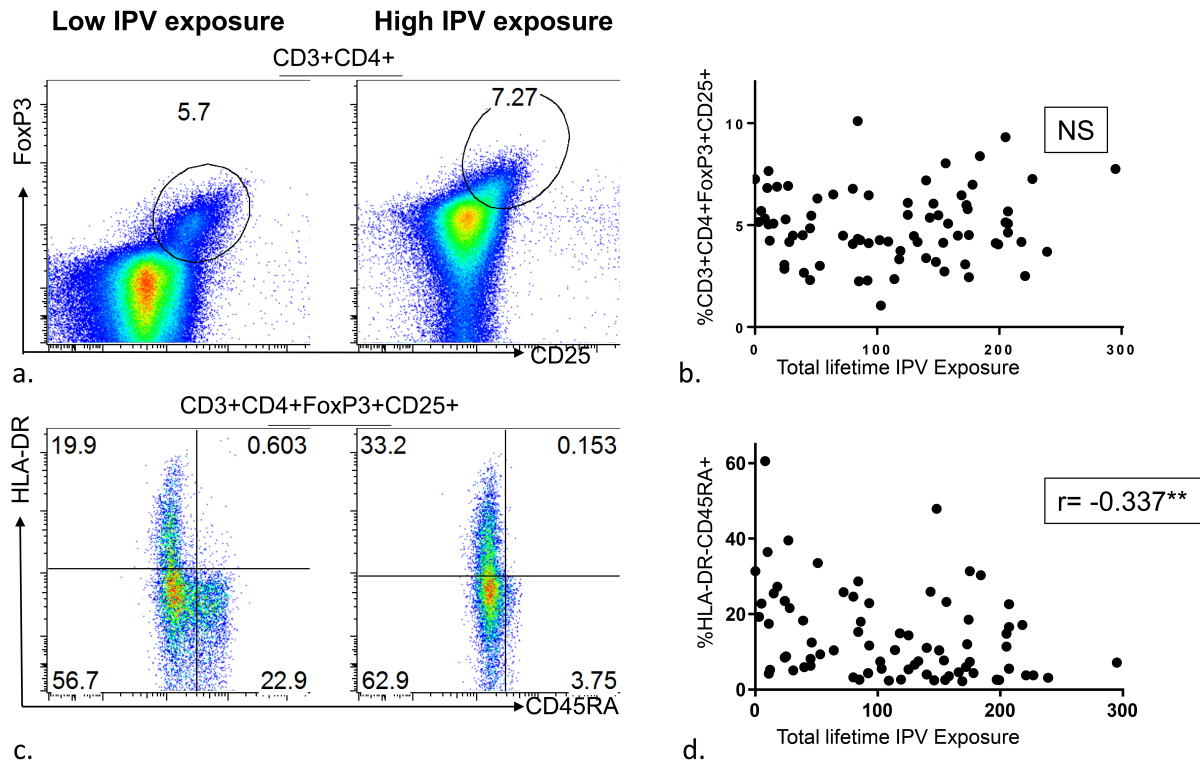 Low IPV exposure
High IPV exposure
CD3+CD4+
FoxP3
5.7
7.27
CD25
a.
%CD3+CD4+FoxP3+CD25+
10
5
0
NS
0 100 200 300
Total lifetime IPV Exposure
b.
CD3+CD4+FoxP3+CD25+
HLA-DR
19.9 0.603
56.7 22.9
33.2 0.153
62.9 3.75
CD45RA
c.
%HLA-DR-CD45RA+
60
40
20
0
r= -0.337**
0 100 200 300
Total lifetime IPV Exposure
d.